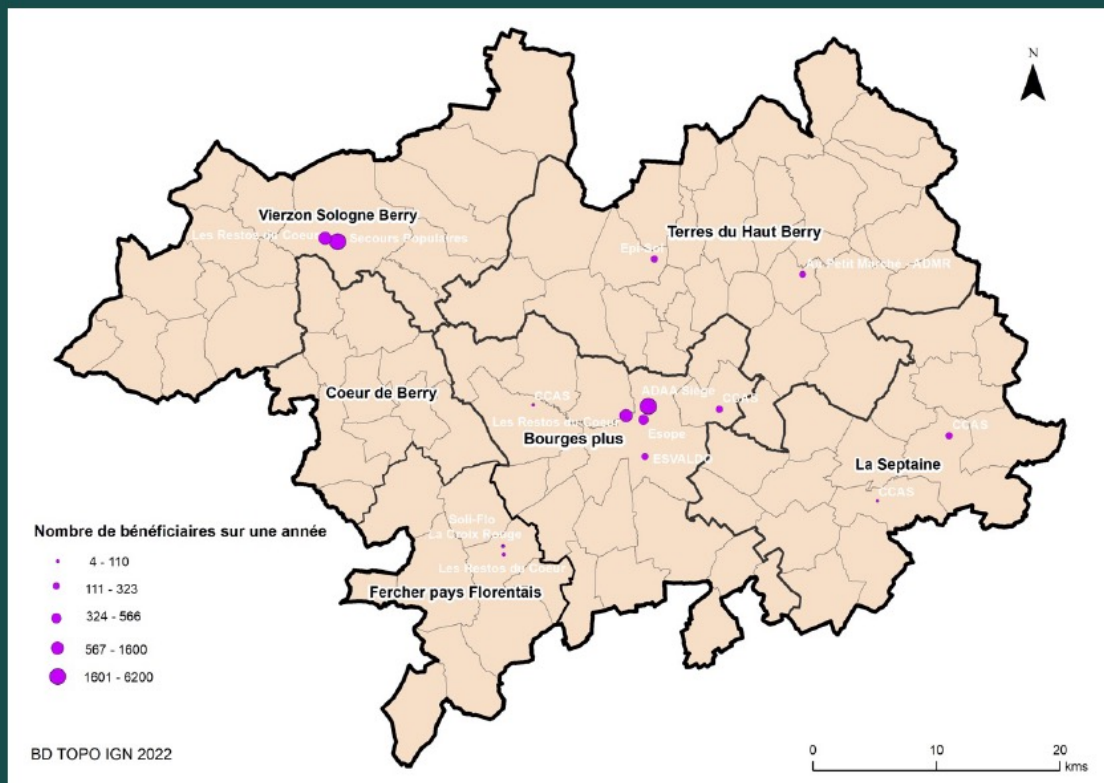 N
Vierzon Sologne Berry
Les Restos du Coeur
Secours Populaires
Terres du Haut Berry
Epi Sol
Au Petit Marché - ADMR
Coeur de Berry
CCAS
ADAA Siège
CCAS
Les Restos du Coeur
Esope
Bourges plus
ESVALDC
CCAS
La Septaine
CCAS
Soli-Flo
La Croix Rouge
Les Restos du Coeur
Fercher pays Florentais
Nombre de bénéficiaires sur une année
4 - 110
111 - 323
324 - 566
567 - 1600
1601 - 6200
BD TOPO IGN 2022
0 10 20
kms